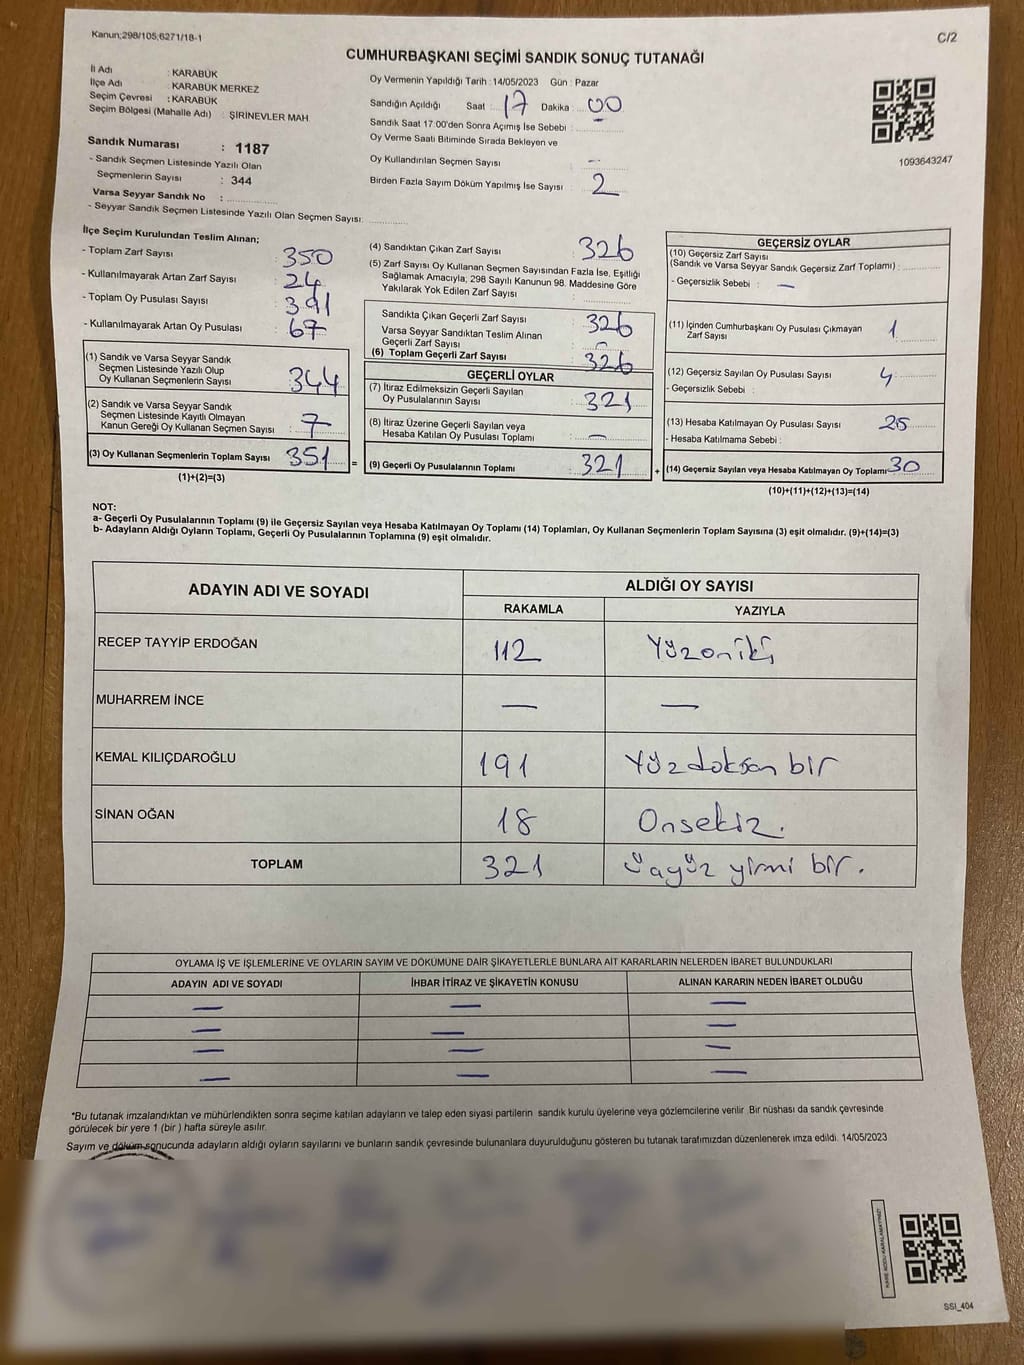 Kanun;298/105;6271/18-1
C/2
CUMHURBAŞKANI SEÇİMİ SANDIK SONUÇ TUTANAĞI
İl Adı : KARABÜK
İlçe Adı : KARABÜK MERKEZ
Seçim Çevresi : KARABÜK
Seçim Bölgesi (Mahalle Adı) : ŞİRİNEVLER MAH
Sandık Numarası : 1187
- Sandık Seçmen Listesinde Yazılı Olan
Seçmenlerin Sayısı : 344
Varsa Seyyar Sandık No :
- Seyyar Sandık Seçmen Listesinde Yazılı Olan Seçmen Sayısı:
Oy Vermenin Yapıldığı Tarih : 14/05/2023 Gün : Pazar
Sandığın Açıldığı Saat : 17 Dakika : 00
Sandık Saat 17:00'den Sonra Açımış İse Sebebi : –
Oy Verme Saati Bitiminde Sırada Bekleyen ve
Oy Kullandırılan Seçmen Sayısı : –
Birden Fazla Sayım Döküm Yapılmış İse Sayısı : 2
1093643247
İlçe Seçim Kurulundan Teslim Alınan;
- Toplam Zarf Sayısı : 350
- Kullanılmayarak Artan Zarf Sayısı : 24
- Toplam Oy Pusulası Sayısı : 391
- Kullanılmayarak Artan Oy Pusulası : 67
(1) Sandık ve Varsa Seyyar Sandık
Seçmen Listesinde Yazılı Olup
Oy Kullanan Seçmenlerin Sayısı : 344
(2) Sandık ve Varsa Seyyar Sandık
Seçmen Listesinde Kayıtlı Olmayan
Kanun Gereği Oy Kullanan Seçmen Sayısı : 7
(3) Oy Kullanan Seçmenlerin Toplam Sayısı : 351 =
(1)+(2)=(3)
(4) Sandıktan Çıkan Zarf Sayısı : 326
(5) Zarf Sayısı Oy Kullanan Seçmen Sayısından Fazla İse, Eşitliği
Sağlamak Amacıyla, 298 Sayılı Kanunun 98. Maddesine Göre
Yakılarak Yok Edilen Zarf Sayısı :
Sandıkta Çıkan Geçerli Zarf Sayısı : 326
Varsa Seyyar Sandıktan Teslim Alınan
Geçerli Zarf Sayısı : –
(6) Toplam Geçerli Zarf Sayısı : 326
GEÇERLİ OYLAR
(7) İtiraz Edilmeksizin Geçerli Sayılan
Oy Pusulalarının Sayısı : 321
(8) İtiraz Üzerine Geçerli Sayılan veya
Hesaba Katılan Oy Pusulası Toplamı : –
(9) Geçerli Oy Pusulalarının Toplamı : 321 +
GEÇERSİZ OYLAR
(10) Geçersiz Zarf Sayısı
(Sandık ve Varsa Seyyar Sandık Geçersiz Zarf Toplamı) :
- Geçersizlik Sebebi : –
(11) İçinden Cumhurbaşkanı Oy Pusulası Çıkmayan
Zarf Sayısı : 1
(12) Geçersiz Sayılan Oy Pusulası Sayısı : 4
- Geçersizlik Sebebi :
(13) Hesaba Katılmayan Oy Pusulası Sayısı : 25
- Hesaba Katılmama Sebebi :
(14) Geçersiz Sayılan veya Hesaba Katılmayan Oy Toplamı : 30
(10)+(11)+(12)+(13)=(14)
NOT:
a- Geçerli Oy Pusulalarının Toplamı (9) ile Geçersiz Sayılan veya Hesaba Katılmayan Oy Toplamı (14) Toplamları, Oy Kullanan Seçmenlerin Toplam Sayısına (3) eşit olmalıdır. (9)+(14)=(3)
b- Adayların Aldığı Oyların Toplamı, Geçerli Oy Pusulalarının Toplamına (9) eşit olmalıdır.
ADAYIN ADI VE SOYADI ALDIĞI OY SAYISI
RAKAMLA YAZIYLA
RECEP TAYYİP ERDOĞAN 112 Yüzoniki
MUHARREM İNCE – –
KEMAL KILIÇDAROĞLU 191 Yüzdoksan bir
SİNAN OĞAN 18 Onsekiz.
TOPLAM 321 üçyüz yirmi bir.
OYLAMA İŞ VE İŞLEMLERİNE VE OYLARIN SAYIM VE DÖKÜMÜNE DAİR ŞİKAYETLERLE BUNLARA AİT KARARLARIN NELERDEN İBARET BULUNDUKLARI
ADAYIN ADI VE SOYADI İHBAR İTİRAZ VE ŞİKAYETİN KONUSU ALINAN KARARIN NEDEN İBARET OLDUĞU
– – –
– – –
– – –
– – –
*Bu tutanak imzalandıktan ve mühürlendikten sonra seçime katılan adayların ve talep eden siyasi partilerin sandık kurulu üyelerine veya gözlemcilerine verilir. Bir nüshası da sandık çevresinde
görülecek bir yere 1 (bir) hafta süreyle asılır.
Sayım ve döküm sonucunda adayların aldığı oyların sayılarını ve bunların sandık çevresinde bulunanlara duyurulduğunu gösteren bu tutanak tarafımızdan düzenlenerek imza edildi. 14/05/2023
KARE KODU KARALAMAYINIZ!
SSI_404